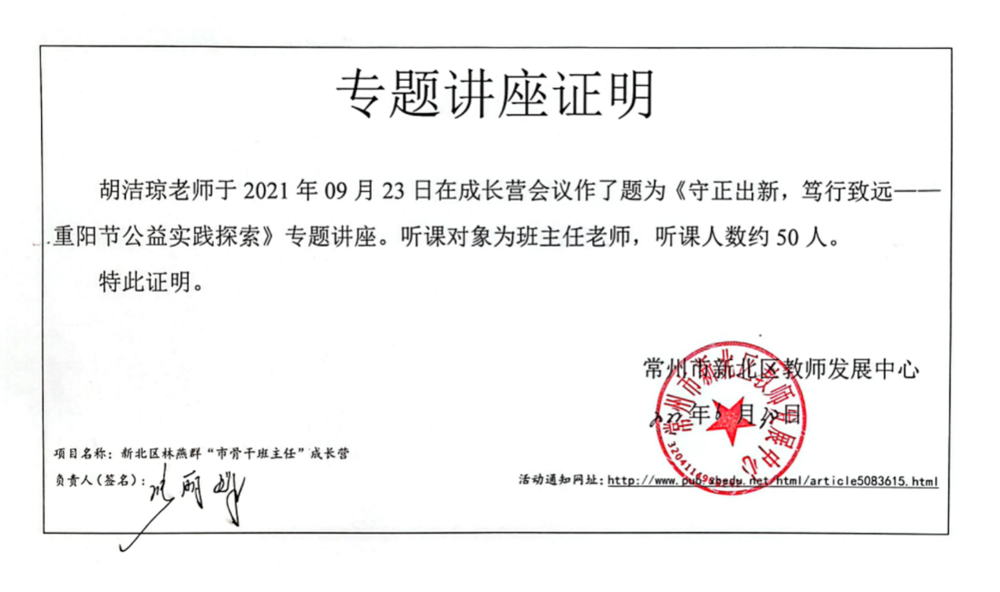 专题讲座证明
胡洁琼老师于 2021 年 09 月 23 日在成长营会议作了题为《守正出新，笃行致远——
重阳节公益实践探索》专题讲座。听课对象为班主任老师，听课人数约 50 人。
特此证明。
常州市新北区教师发展中心
年 月 日
常州市新北区教师发展中心
项目名称：新北区林燕群“市骨干班主任”成长营
负责人（签名）：
活动通知网址：http://www.pub.xbedu.net/html/article5083615.html